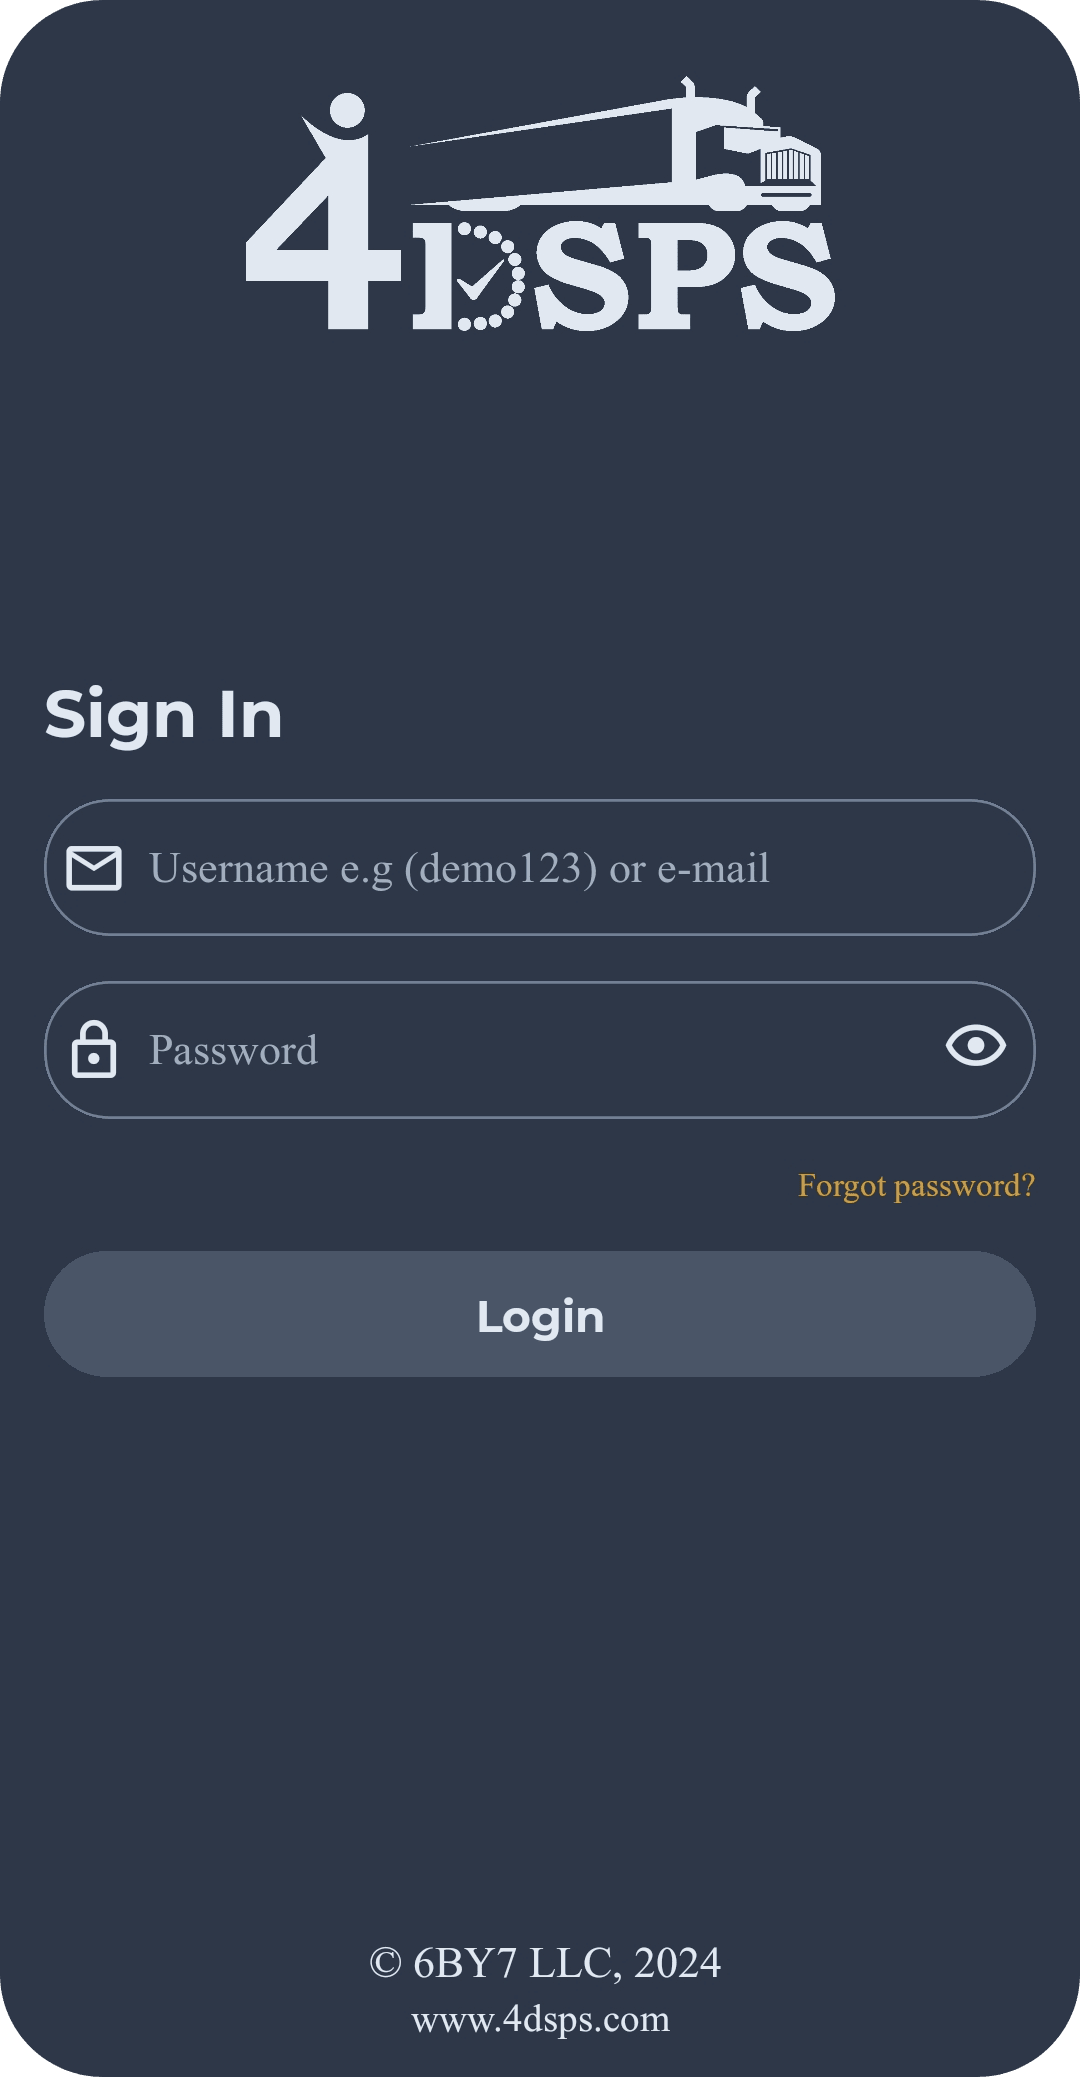 4DSPS
Sign In
Username e.g (demo123) or e-mail
Password
Forgot password?
Login
© 6BY7 LLC, 2024
www.4dsps.com